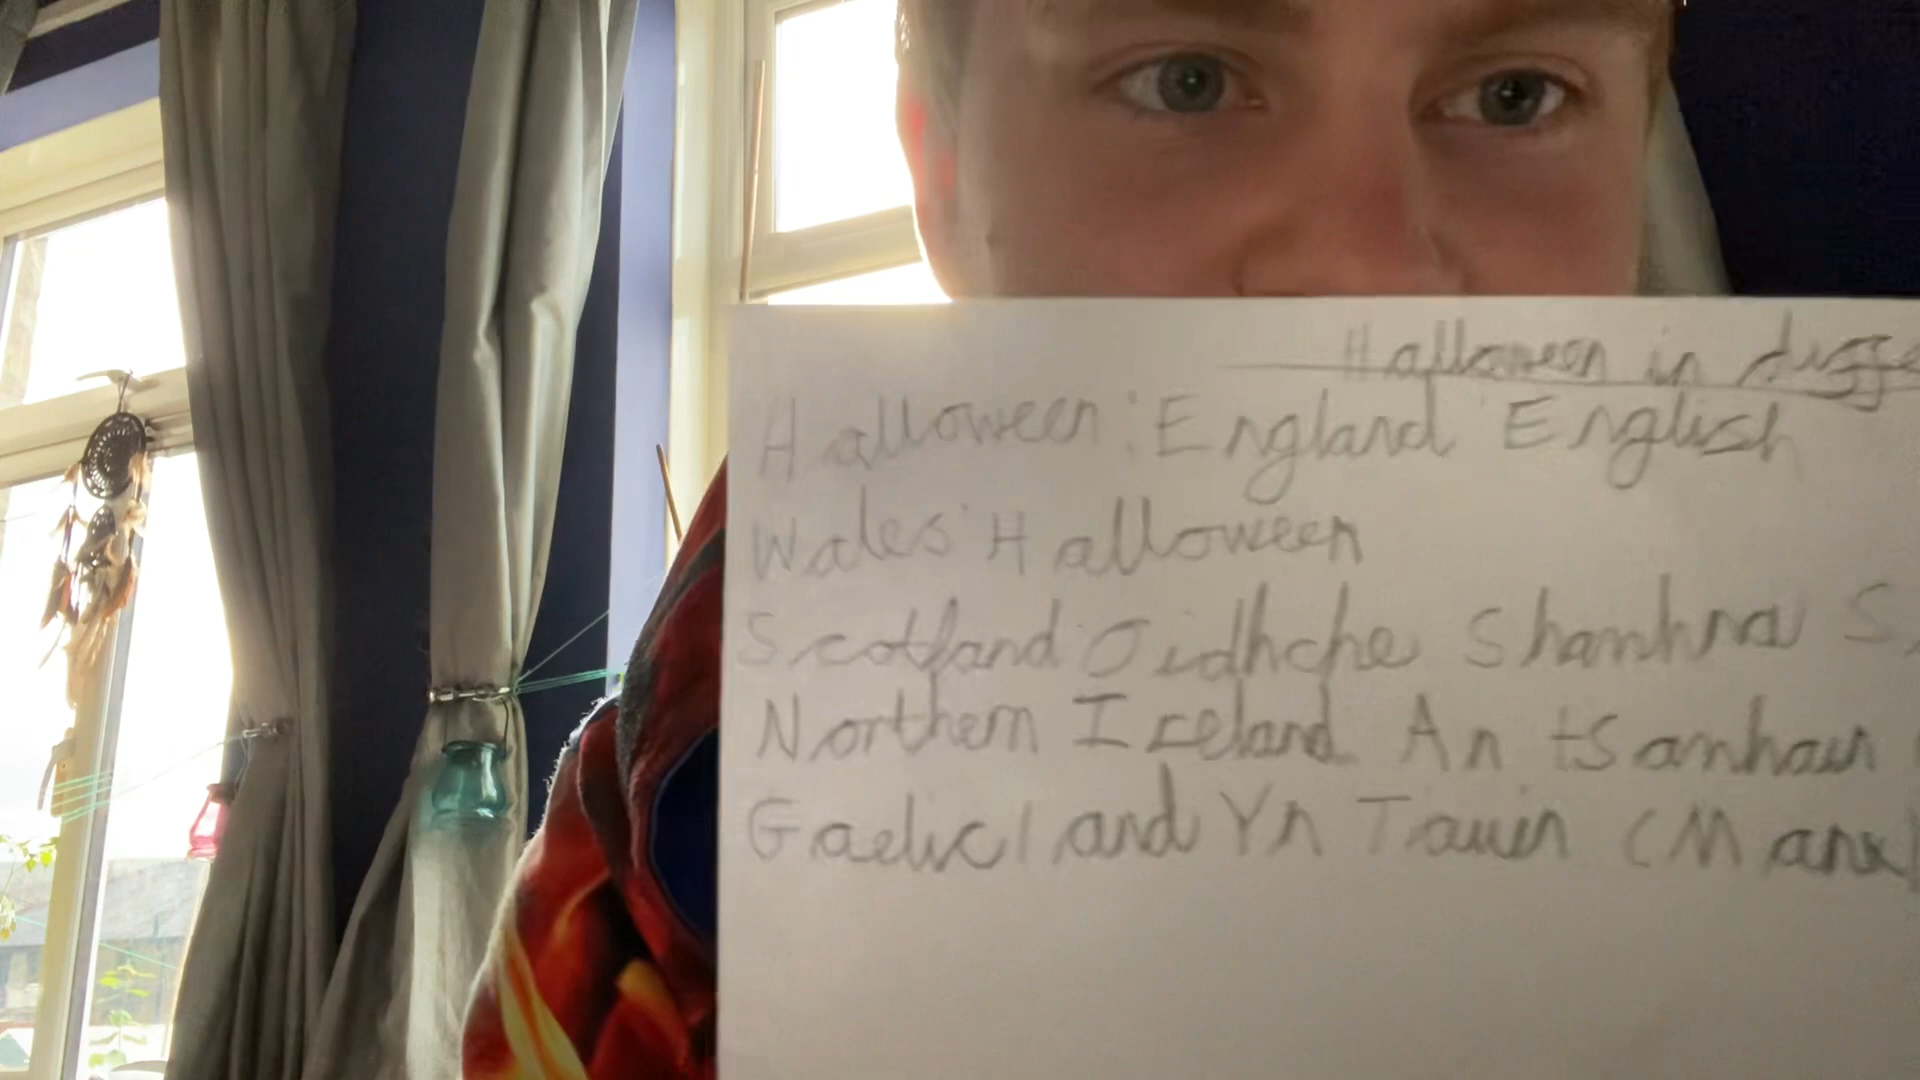 Halloween in diffe
Halloween: England English
Wales Halloween
Scotland Oidhche Shamhna S
Northern Ireland An tSamhain
Gaelic) and Yn Tauin (Manx)